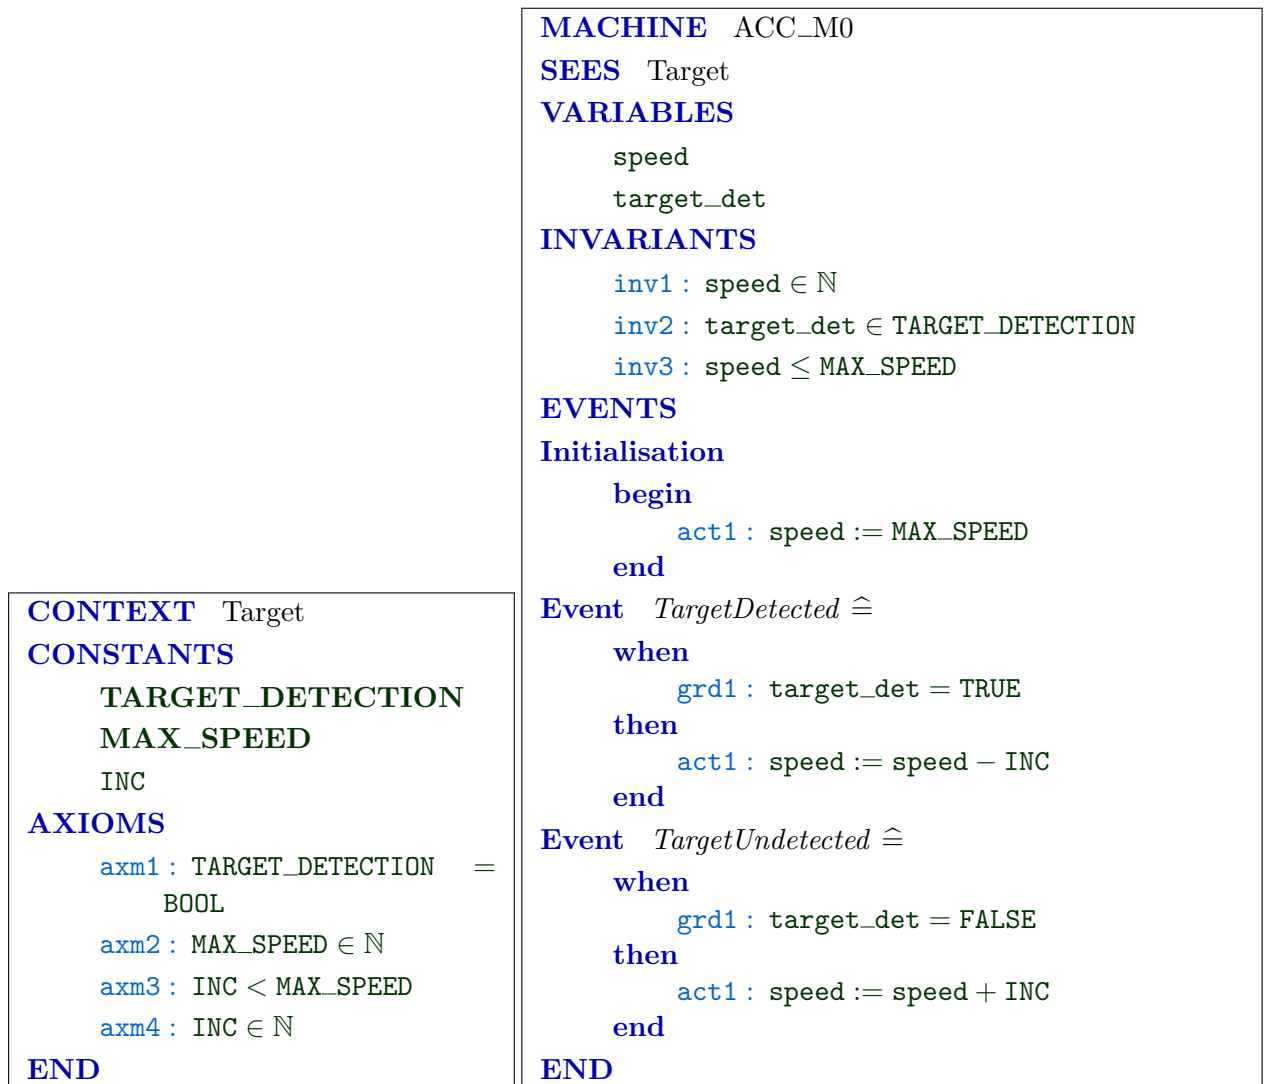 CONTEXT Target
CONSTANTS
TARGET_DETECTION
MAX_SPEED
INC
AXIOMS
axm1 : TARGET_DETECTION =
BOOL
axm2 : MAX_SPEED ∈ ℕ
axm3 : INC < MAX_SPEED
axm4 : INC ∈ ℕ
END
MACHINE ACC_M0
SEES Target
VARIABLES
speed
target_det
INVARIANTS
inv1 : speed ∈ ℕ
inv2 : target_det ∈ TARGET_DETECTION
inv3 : speed ≤ MAX_SPEED
EVENTS
Initialisation
begin
act1 : speed := MAX_SPEED
end
Event TargetDetected ≙
when
grd1 : target_det = TRUE
then
act1 : speed := speed − INC
end
Event TargetUndetected ≙
when
grd1 : target_det = FALSE
then
act1 : speed := speed + INC
end
END